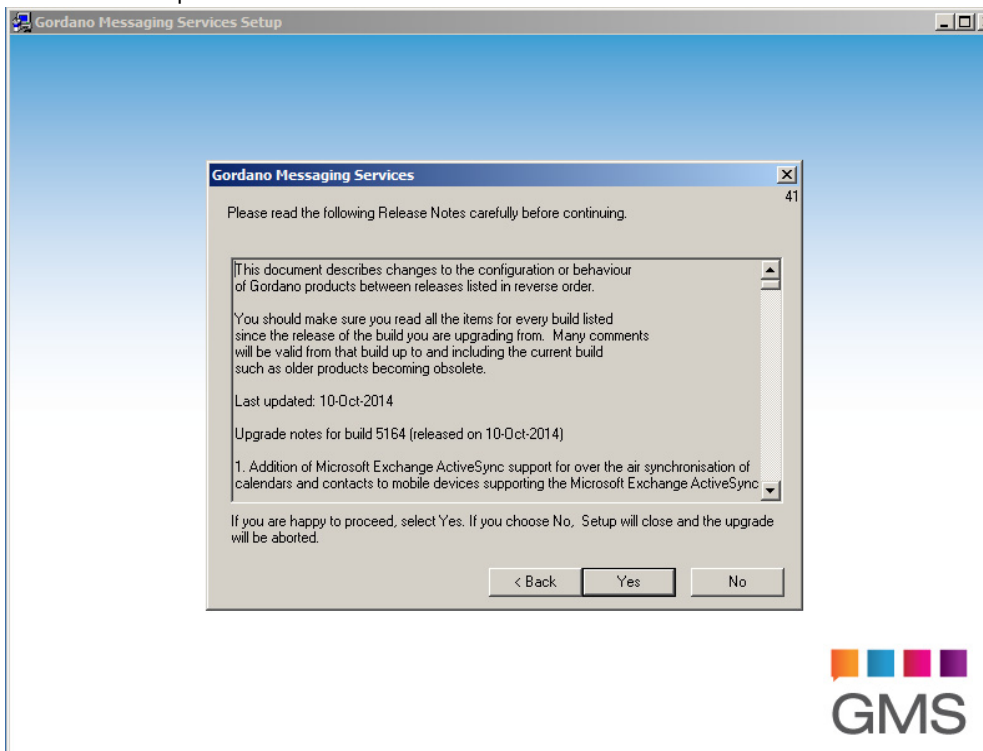 Gordano Messaging Services Setup
Gordano Messaging Services
41
Please read the following Release Notes carefully before continuing.
This document describes changes to the configuration or behaviour
of Gordano products between releases listed in reverse order.
You should make sure you read all the items for every build listed
since the release of the build you are upgrading from. Many comments
will be valid from that build up to and including the current build
such as older products becoming obsolete.
Last updated: 10-Oct-2014
Upgrade notes for build 5164 (released on 10-Oct-2014)
1. Addition of Microsoft Exchange ActiveSync support for over the air synchronisation of
calendars and contacts to mobile devices supporting the Microsoft Exchange ActiveSync
If you are happy to proceed, select Yes. If you choose No, Setup will close and the upgrade
will be aborted.
< Back Yes No
GMS